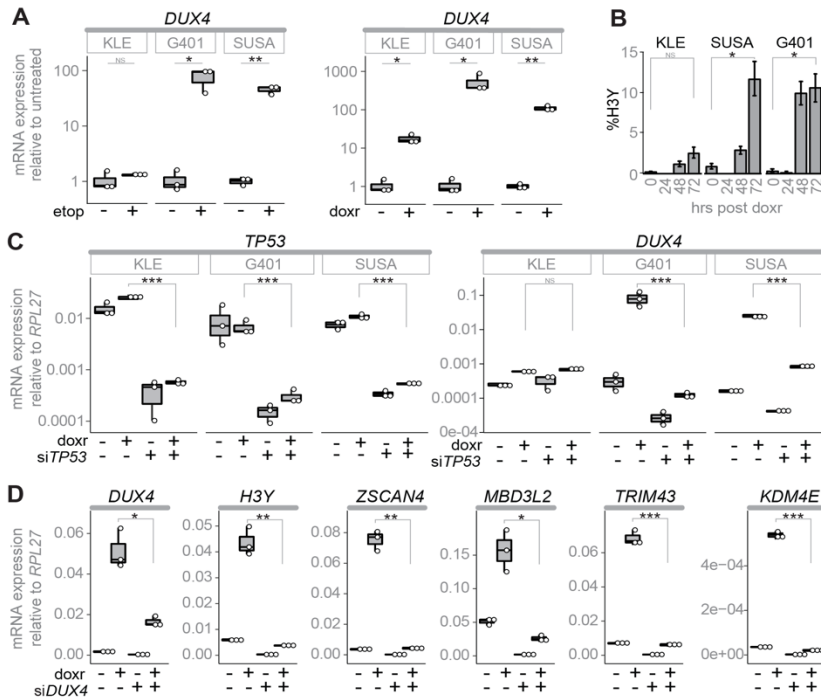 A
DUX4
KLE G401 SUSA
NS * **
mRNA expression
relative to untreated
100
10
1
etop - + - + - +
DUX4
KLE G401 SUSA
* * **
1000
100
10
1
doxr - + - + - +
B
KLE SUSA G401
NS * *
%H3Y
15
10
5
0
0 24 48 72 0 24 48 72 0 24 48 72
hrs post doxr
C
TP53
KLE G401 SUSA
*** *** ***
mRNA expression
relative to RPL27
0.01
0.001
0.0001
doxr - + - + - + - + - + - +
siTP53 - - + + - - + + - - + +
DUX4
KLE G401 SUSA
NS *** ***
0.1
0.01
0.001
0.0001
0e-04
doxr - + - + - + - + - + - +
siTP53 - - + + - - + + - - + +
D
DUX4 H3Y ZSCAN4 MBD3L2 TRIM43 KDM4E
* ** ** * *** ***
mRNA expression
relative to RPL27
0.06
0.04
0.02
0.00
0.05
0.04
0.03
0.02
0.01
0.00
0.08
0.06
0.04
0.02
0.00
0.15
0.10
0.05
0.00
0.06
0.04
0.02
0.00
4e-04
2e-04
0e+00
doxr - + - + - + - + - + - + - + - + - + - + - + - +
siDUX4 - - + + - - + + - - + + - - + + - - + + - - + +